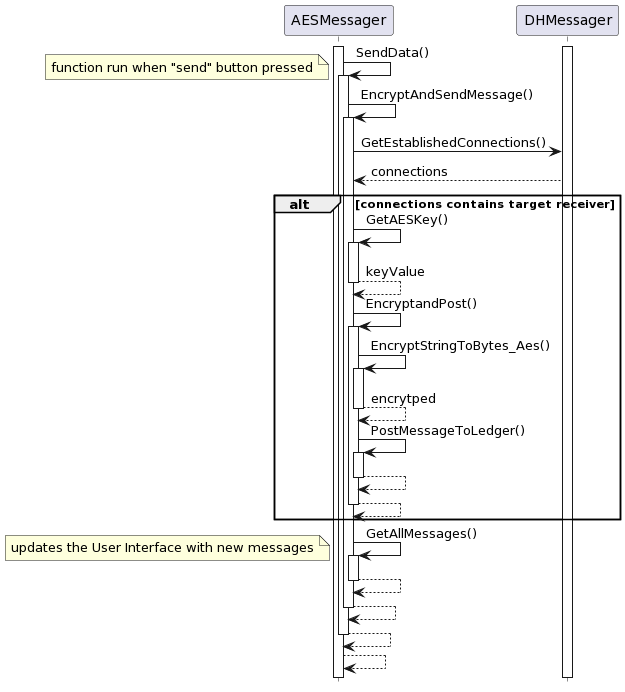 AESMessager
DHMessager
SendData()
function run when "send" button pressed
EncryptAndSendMessage()
GetEstablishedConnections()
connections
alt
[connections contains target receiver]
GetAESKey()
keyValue
EncryptandPost()
EncryptStringToBytes_Aes()
encrytped
PostMessageToLedger()
GetAllMessages()
updates the User Interface with new messages